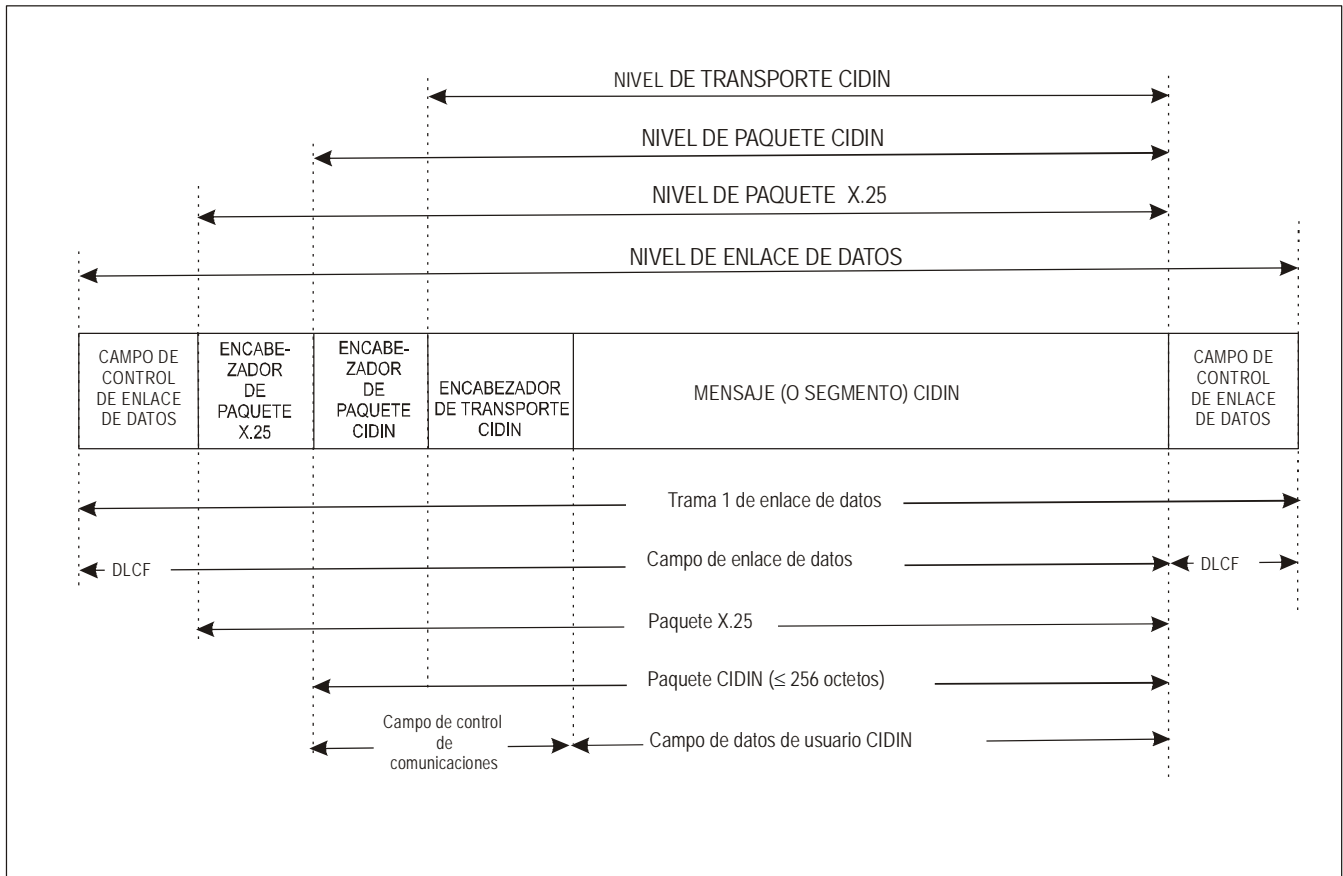 NIVEL DE TRANSPORTE CIDIN
NIVEL DE PAQUETE CIDIN
NIVEL DE PAQUETE X.25
NIVEL DE ENLACE DE DATOS
CAMPO DE
CONTROL
DE ENLACE
DE DATOS
ENCABE-
ZADOR
DE
PAQUETE
X.25
ENCABE-
ZADOR
DE
PAQUETE
CIDIN
ENCABEZADOR
DE TRANSPORTE
CIDIN
MENSAJE (O SEGMENTO) CIDIN
CAMPO DE
CONTROL
DE ENLACE
DE DATOS
Trama 1 de enlace de datos
DLCF
Campo de enlace de datos
DLCF
Paquete X.25
Paquete CIDIN (≤ 256 octetos)
Campo de control
de
comunicaciones
Campo de datos de usuario CIDIN